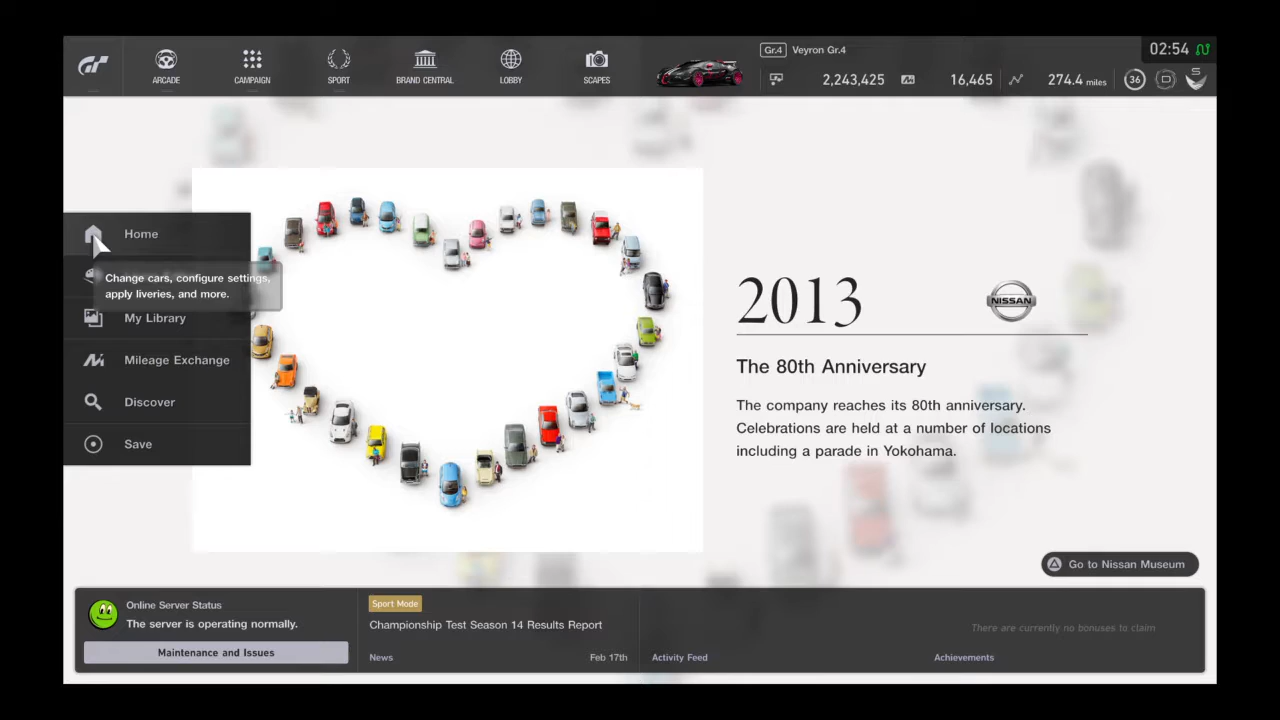 ARCADE
CAMPAIGN
SPORT
BRAND CENTRAL
LOBBY
SCAPES
Gr.4 Veyron Gr.4
2,243,425
16,465
274.4 miles
36
D
S
02:54
Home
Change cars, configure settings,
apply liveries, and more.
My Library
Mileage Exchange
Discover
Save
2013
NISSAN
The 80th Anniversary
The company reaches its 80th anniversary.
Celebrations are held at a number of locations
including a parade in Yokohama.
Go to Nissan Museum
Online Server Status
The server is operating normally.
Maintenance and Issues
Sport Mode
Championship Test Season 14 Results Report
News
Feb 17th
Activity Feed
There are currently no bonuses to claim
Achievements